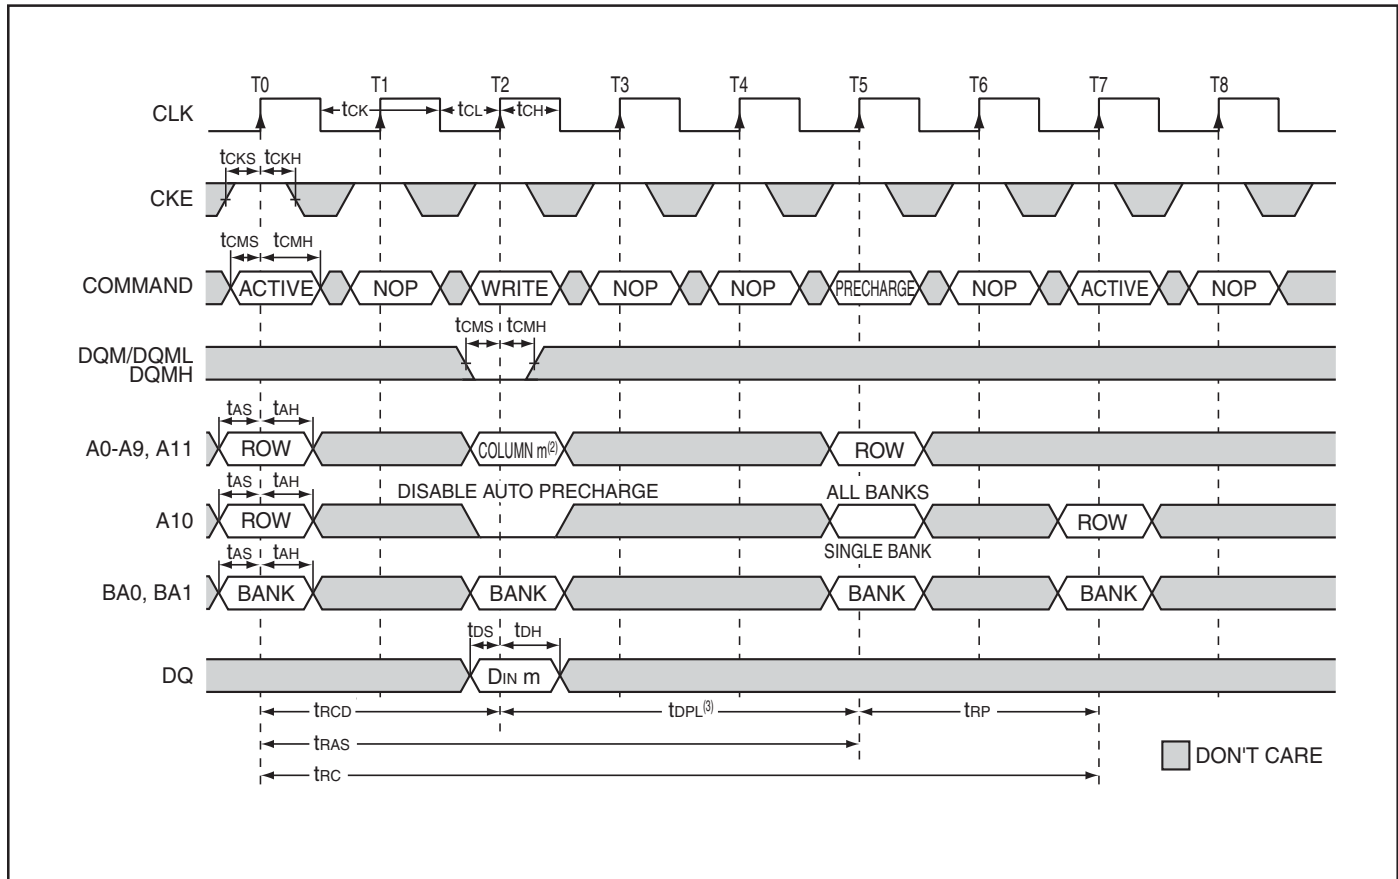 T0 T1 T2 T3 T4 T5 T6 T7 T8
CLK tCK tCL tCH
tCKS tCKH
CKE
tCMS tCMH
COMMAND ACTIVE NOP WRITE NOP NOP PRECHARGE NOP ACTIVE NOP
tCMS tCMH
DQM/DQML
DQMH
tAS tAH
A0-A9, A11 ROW COLUMN m(2) ROW
tAS tAH DISABLE AUTO PRECHARGE ALL BANKS
A10 ROW ROW
SINGLE BANK
tAS tAH
BA0, BA1 BANK BANK BANK BANK
tDS tDH
DQ DIN m
tRCD tDPL(3) tRP
tRAS
tRC
DON'T CARE